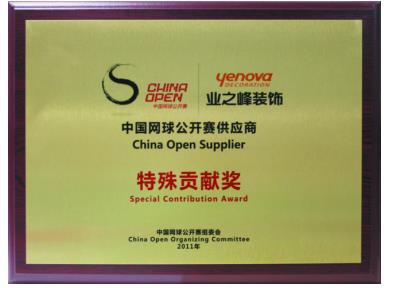 CHINA
OPEN
中国网球公开赛
yenova
DECORATION
业之峰装饰
中国网球公开赛供应商
China Open Supplier
特殊贡献奖
Special Contribution Award
中国网球公开赛组委会
China Open Organizing Committee
2011年